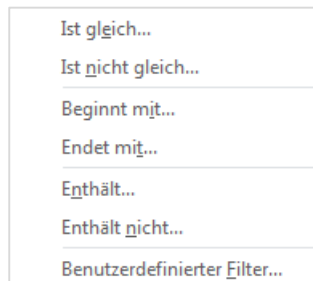 Ist gleich...
Ist nicht gleich...
Beginnt mit...
Endet mit...
Enthält...
Enthält nicht...
Benutzerdefinierter Filter...